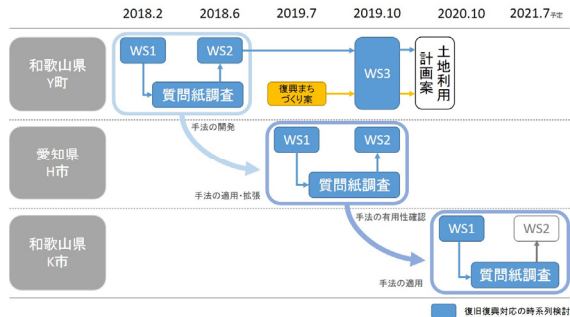 2018.2 2018.6 2019.7 2019.10 2020.10 2021.7予定
和歌山県
Y町
WS1 WS2
質問紙調査
復興まち
づくり案
WS3
土地利用
計画案
手法の開発
愛知県
H市
WS1 WS2
質問紙調査
手法の適用・拡張
手法の有用性確認
和歌山県
K市
WS1 WS2
質問紙調査
手法の適用
復旧復興対応の時系列検討